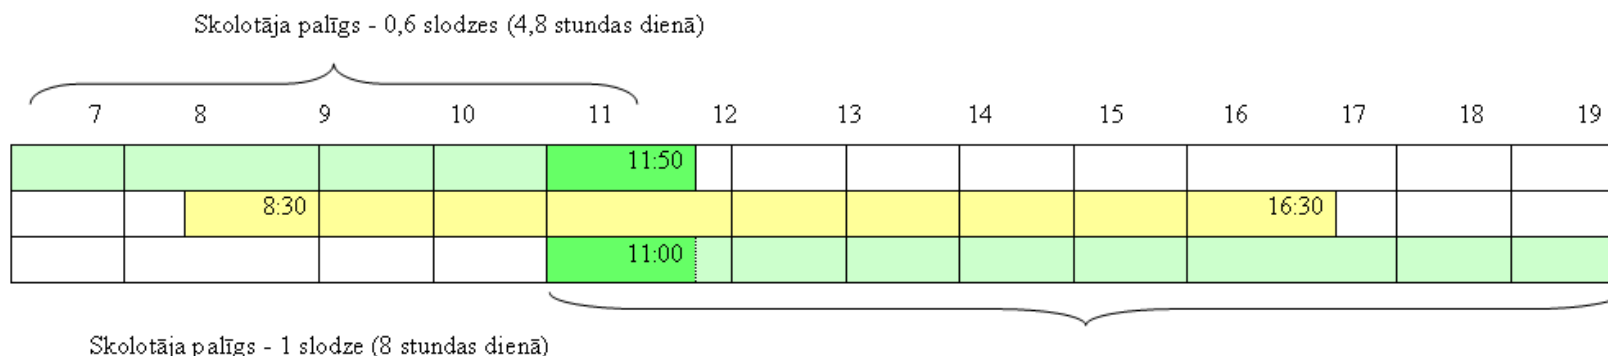 Skolotāja palīgs - 0,6 slodzes (4,8 stundas dienā)
7 8 9 10 11 12 13 14 15 16 17 18 19
11:50
8:30 16:30
11:00
Skolotāja palīgs - 1 slodze (8 stundas dienā)